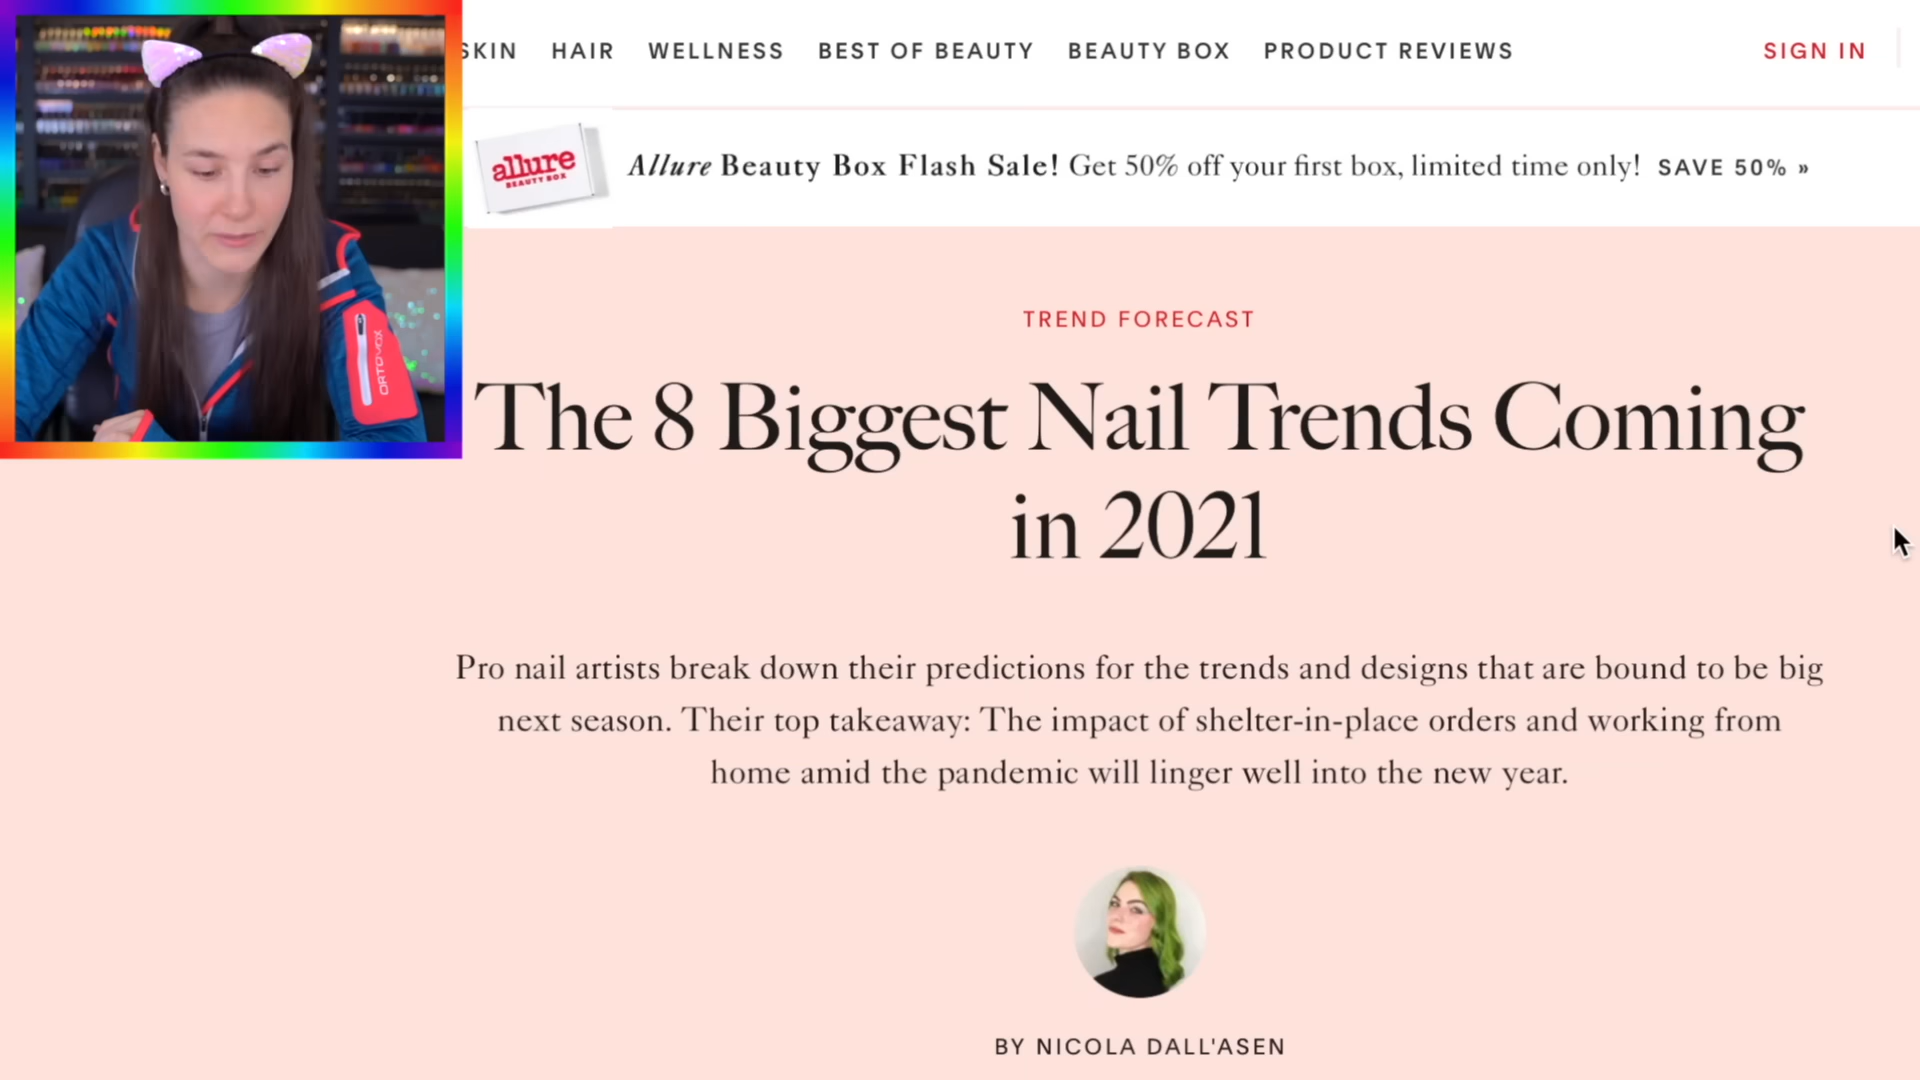 SKIN HAIR WELLNESS BEST OF BEAUTY BEAUTY BOX PRODUCT REVIEWS SIGN IN
allure
BEAUTY BOX
Allure Beauty Box Flash Sale! Get 50% off your first box, limited time only! SAVE 50% »
TREND FORECAST
The 8 Biggest Nail Trends Coming
in 2021
Pro nail artists break down their predictions for the trends and designs that are bound to be big
next season. Their top takeaway: The impact of shelter-in-place orders and working from
home amid the pandemic will linger well into the new year.
BY NICOLA DALL'ASEN
ORTOVOX